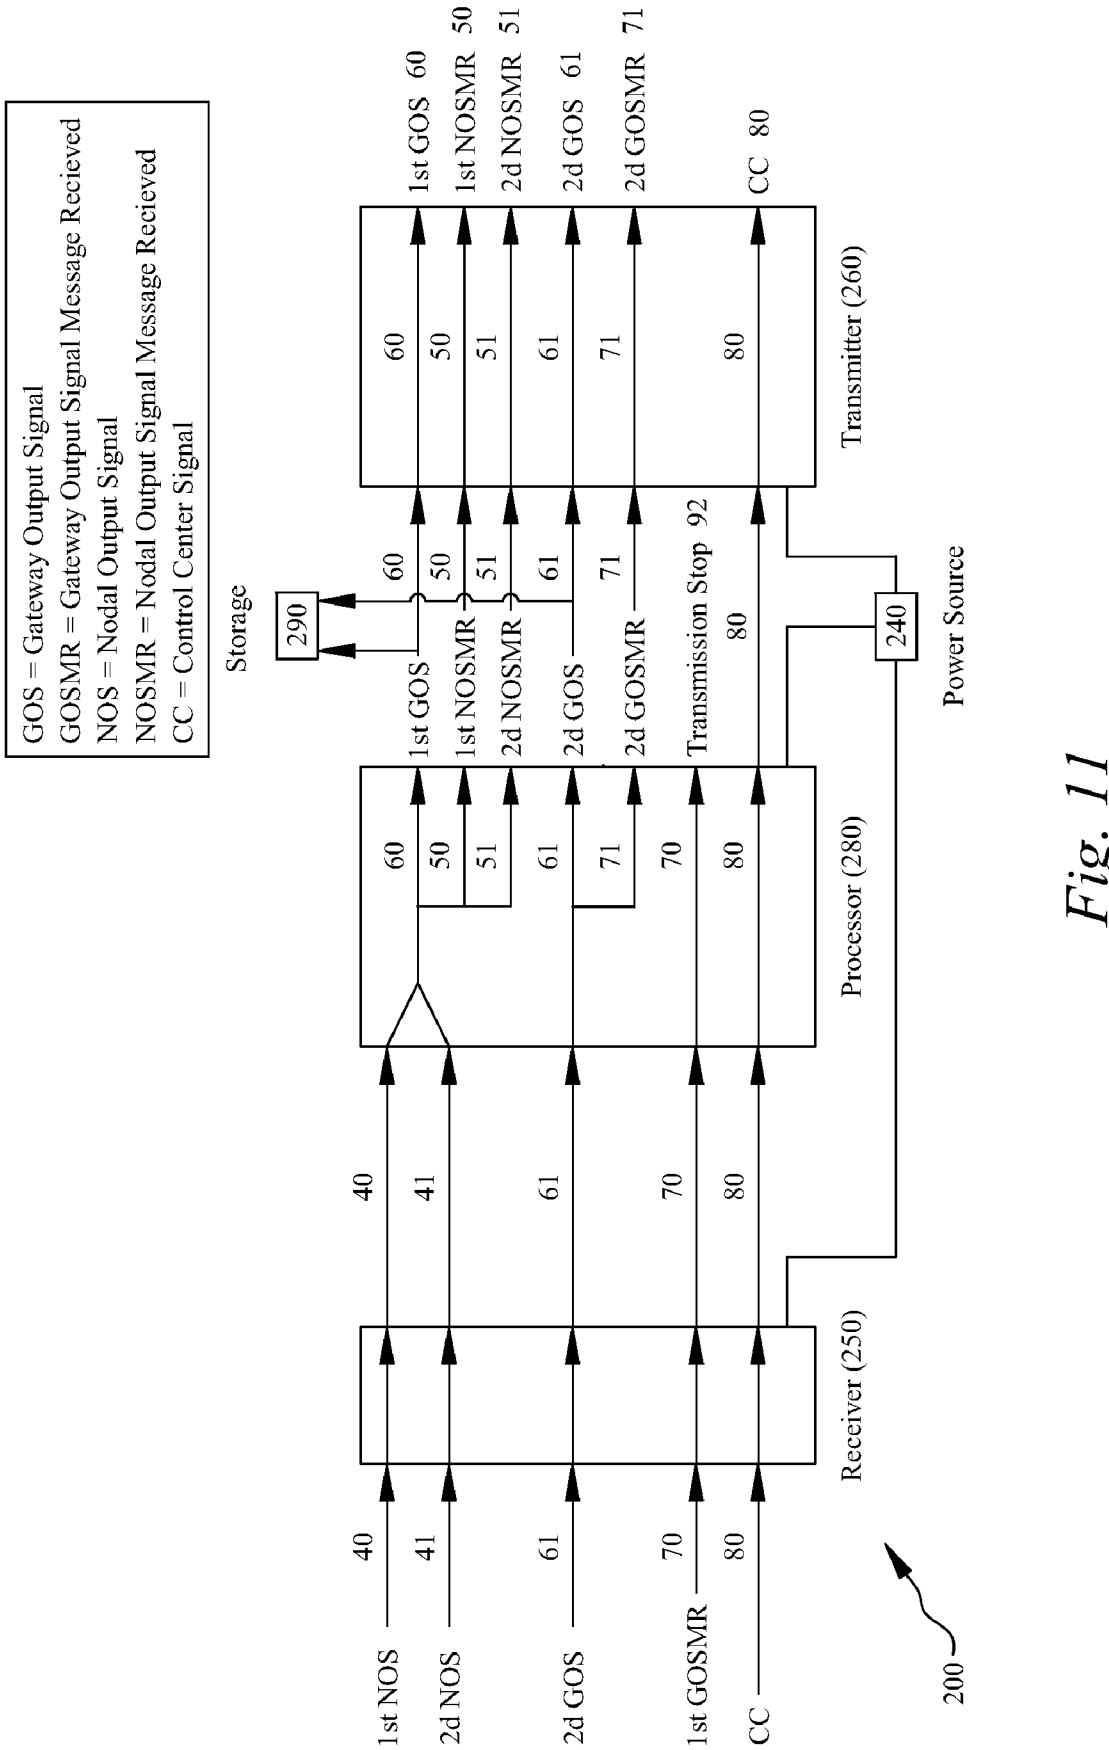 GOS = Gateway Output Signal
GOSMR = Gateway Output Signal Message Recieved
NOS = Nodal Output Signal
NOSMR = Nodal Output Signal Message Recieved
CC = Control Center Signal
Storage
290
1st NOS
40
40
60
1st GOS
60
60
1st GOS 60
50
1st NOSMR
50
50
1st NOSMR 50
2d NOS
41
41
51
2d NOSMR
51
51
2d NOSMR 51
2d GOS
61
61
61
2d GOS
61
61
2d GOS 61
71
2d GOSMR
71
71
2d GOSMR 71
1st GOSMR
70
70
70
Transmission Stop 92
CC
80
80
80
80
80
CC 80
Receiver (250)
Processor (280)
Transmitter (260)
240
Power Source
200
Fig. 11